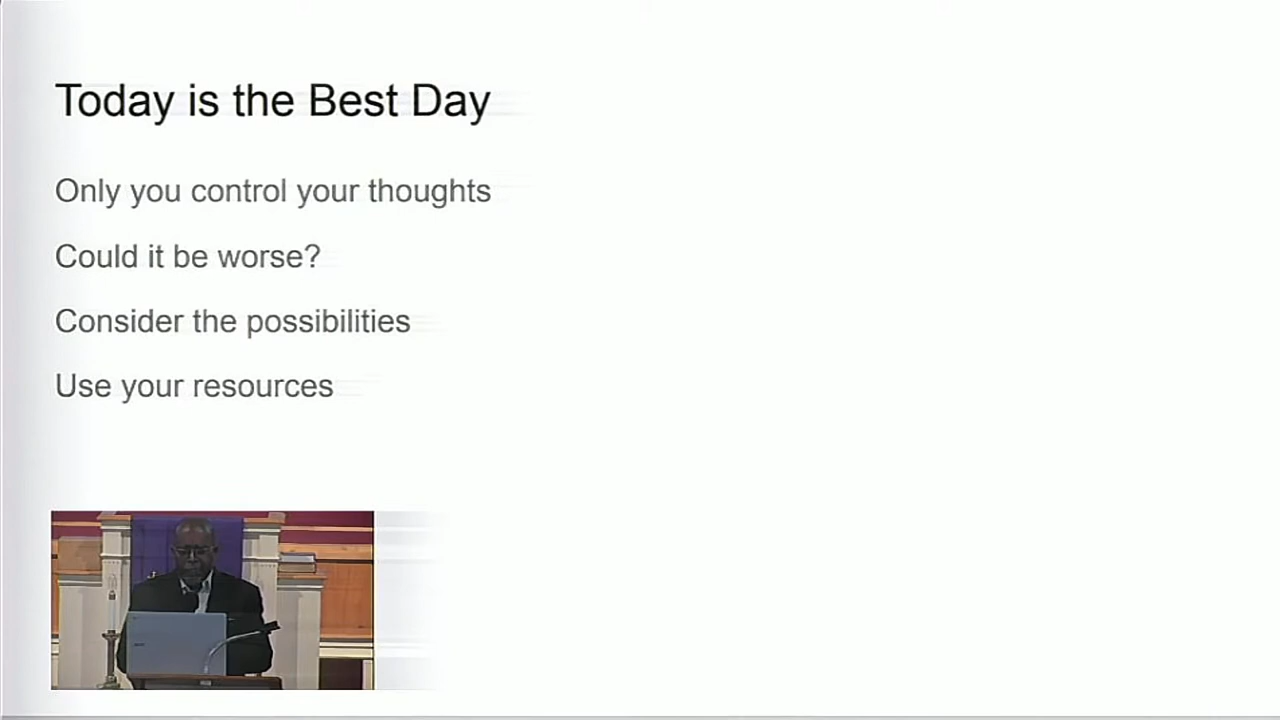 Today is the Best Day
Only you control your thoughts
Could it be worse?
Consider the possibilities
Use your resources